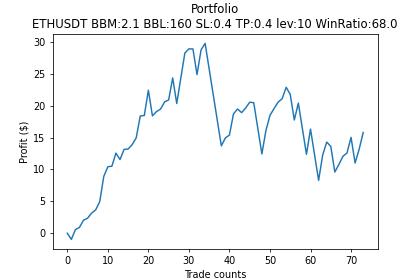 Portfolio
ETHUSDT BBM:2.1 BBL:160 SL:0.4 TP:0.4 lev:10 WinRatio:68.0
30
25
20
15
10
5
0
Profit ($)
0 10 20 30 40 50 60 70
Trade counts